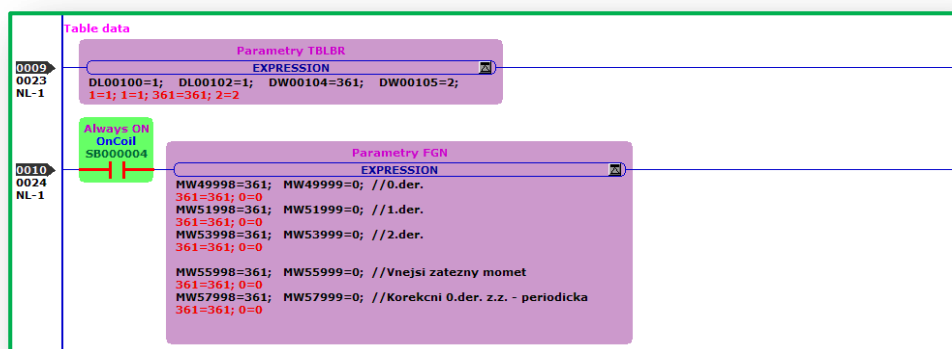 Table data
Parametry TBLBR
0009
EXPRESSION
0023
DL00100=1; DL00102=1; DW00104=361; DW00105=2;
NL-1
1=1; 1=1; 361=361; 2=2
Always ON
OnCoil
SB000004
Parametry FGN
0010
EXPRESSION
0024
NL-1
MW49998=361; MW49999=0; //0.der.
361=361; 0=0
MW51998=361; MW51999=0; //1.der.
361=361; 0=0
MW53998=361; MW53999=0; //2.der.
361=361; 0=0
MW55998=361; MW55999=0; //Vnejsi zatezny momet
361=361; 0=0
MW57998=361; MW57999=0; //Korekcni 0.der. z.z. - periodicka
361=361; 0=0